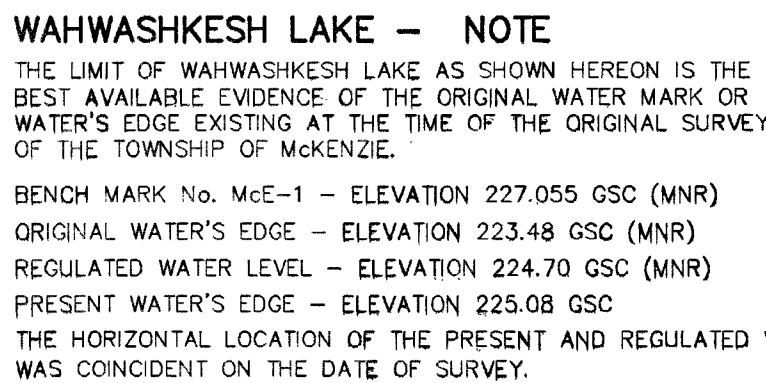 WAHWASHKESH LAKE – NOTE
THE LIMIT OF WAHWASHKESH LAKE AS SHOWN HEREON IS THE
BEST AVAILABLE EVIDENCE OF THE ORIGINAL WATER MARK OR
WATER'S EDGE EXISTING AT THE TIME OF THE ORIGINAL SURVEY
OF THE TOWNSHIP OF McKENZIE.
BENCH MARK No. McE–1 – ELEVATION 227.055 GSC (MNR)
ORIGINAL WATER'S EDGE – ELEVATION 223.48 GSC (MNR)
REGULATED WATER LEVEL – ELEVATION 224.70 GSC (MNR)
PRESENT WATER'S EDGE – ELEVATION 225.08 GSC
THE HORIZONTAL LOCATION OF THE PRESENT AND REGULATED
WAS COINCIDENT ON THE DATE OF SURVEY.